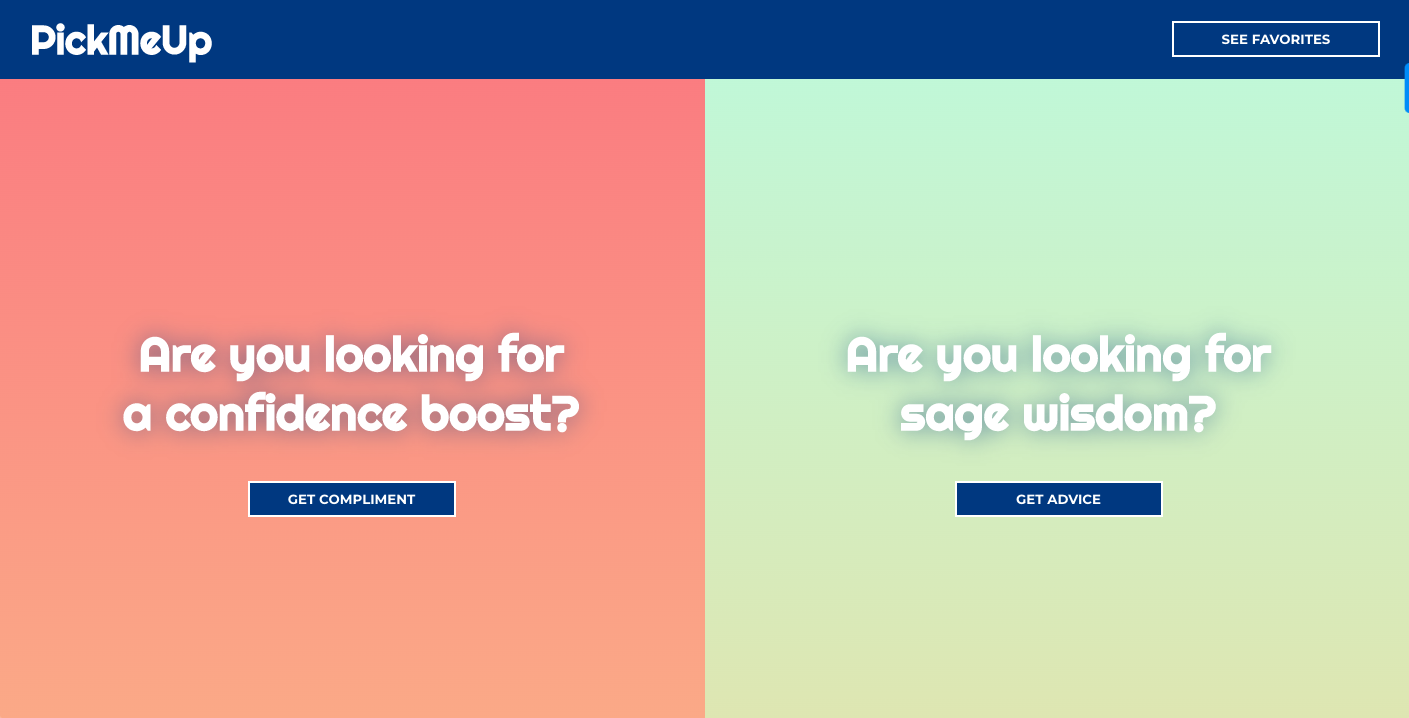 PickMeUp
SEE FAVORITES
Are you looking for
a confidence boost?
GET COMPLIMENT
Are you looking for
sage wisdom?
GET ADVICE